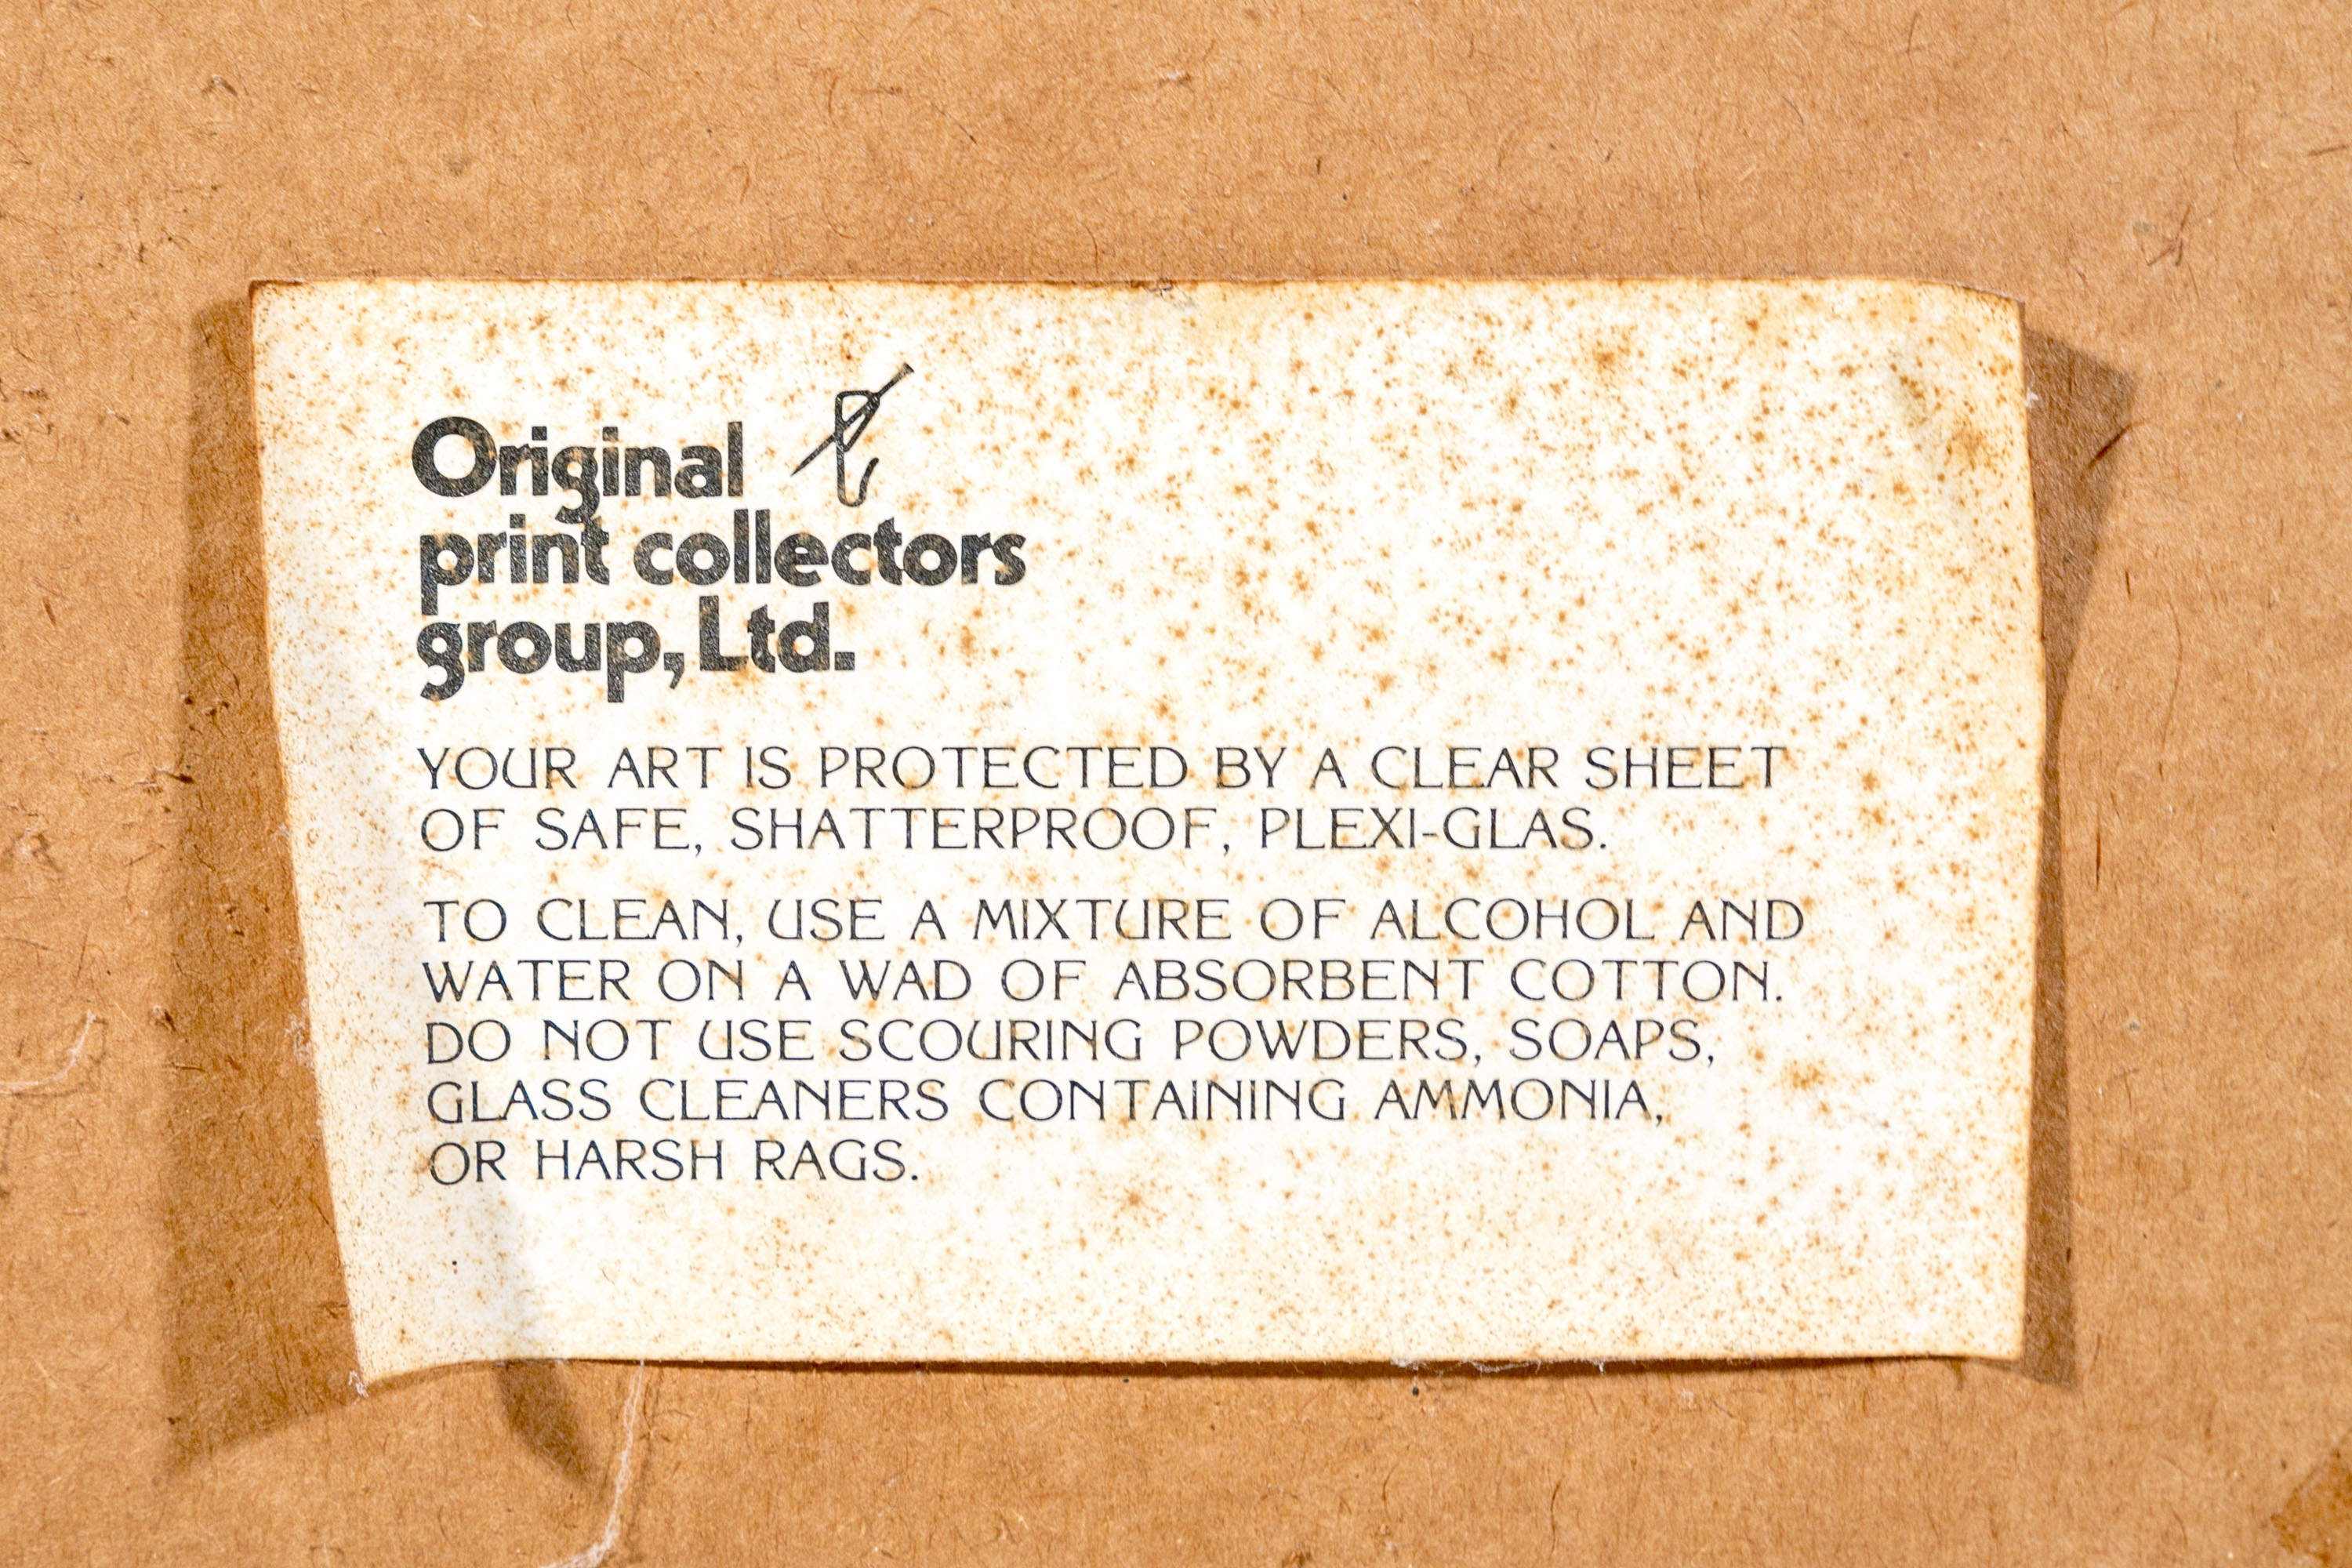 Original
print collectors
group, Ltd.
YOUR ART IS PROTECTED BY A CLEAR SHEET
OF SAFE, SHATTERPROOF, PLEXI-GLAS.
TO CLEAN, USE A MIXTURE OF ALCOHOL AND
WATER ON A WAD OF ABSORBENT COTTON.
DO NOT USE SCOURING POWDERS, SOAPS,
GLASS CLEANERS CONTAINING AMMONIA,
OR HARSH RAGS.